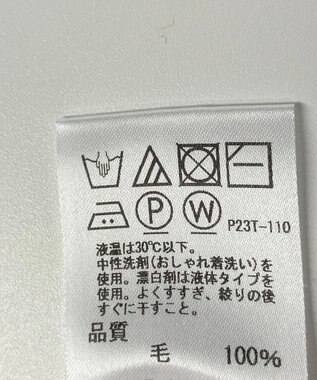 P W P23T-110
液温は30℃以下。
中性洗剤(おしゃれ着洗い)を
使用。漂白剤は液体タイプを
使用。よくすすぎ、絞りの後
すぐに干すこと。
品質
毛 100%